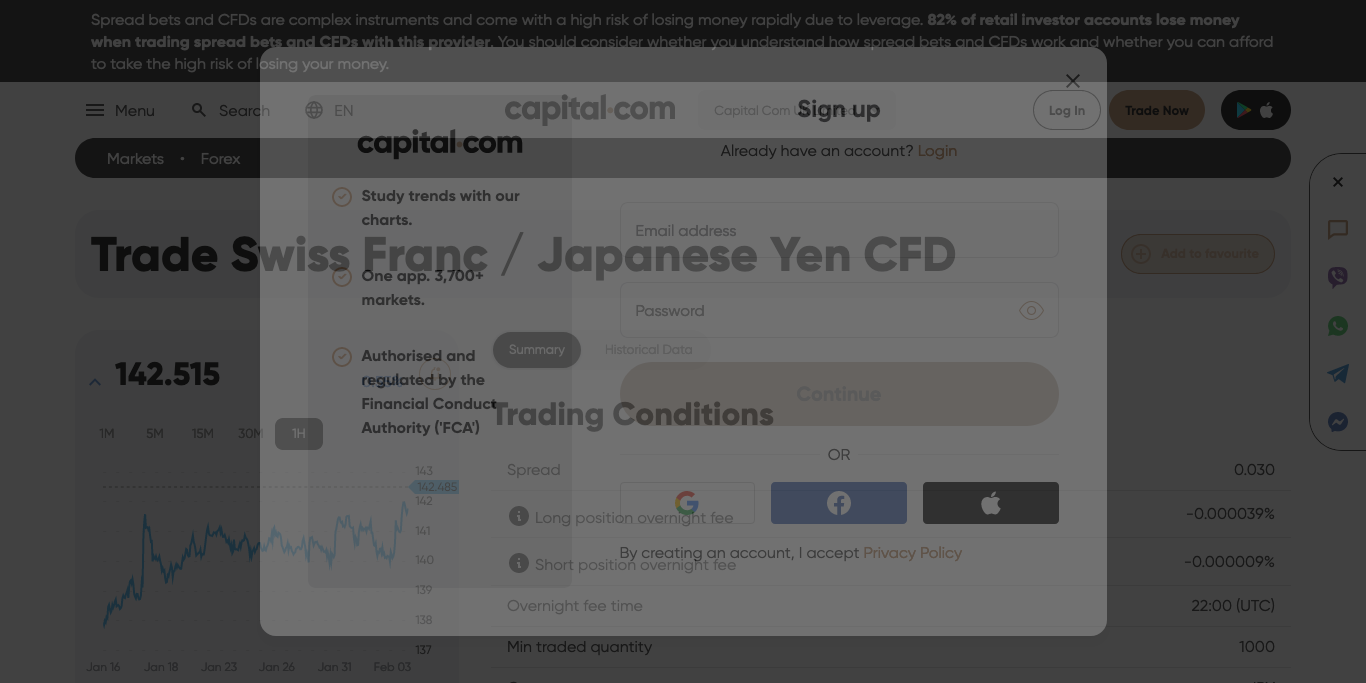 Spread bets and CFDs are complex instruments and come with a high risk of losing money rapidly due to leverage. 82% of retail investor accounts lose money
when trading spread bets and CFDs with this provider. You should consider whether you understand how spread bets and CFDs work and whether you can afford
to take the high risk of losing your money.
Menu
Search
EN
capital.com
Capital Com U
Log In
Trade Now
Markets • Forex
Trade Swiss Franc / Japanese Yen CFD
Add to favourite
142.515
Summary
Historical Data
1M 5M 15M 30M 1H
143
142.485
142
141
140
139
138
137
Jan 16 Jan 18 Jan 23 Jan 26 Jan 31 Feb 03
Trading Conditions
Spread 0.030
Long position overnight fee -0.000039%
Short position overnight fee -0.000009%
Overnight fee time 22:00 (UTC)
Min traded quantity 1000
capital.com
Study trends with our
charts.
One app. 3,700+
markets.
Authorised and
regulated by the
Financial Conduct
Authority ('FCA')
Sign up
Already have an account? Login
Email address
Password
Continue
OR
By creating an account, I accept Privacy Policy